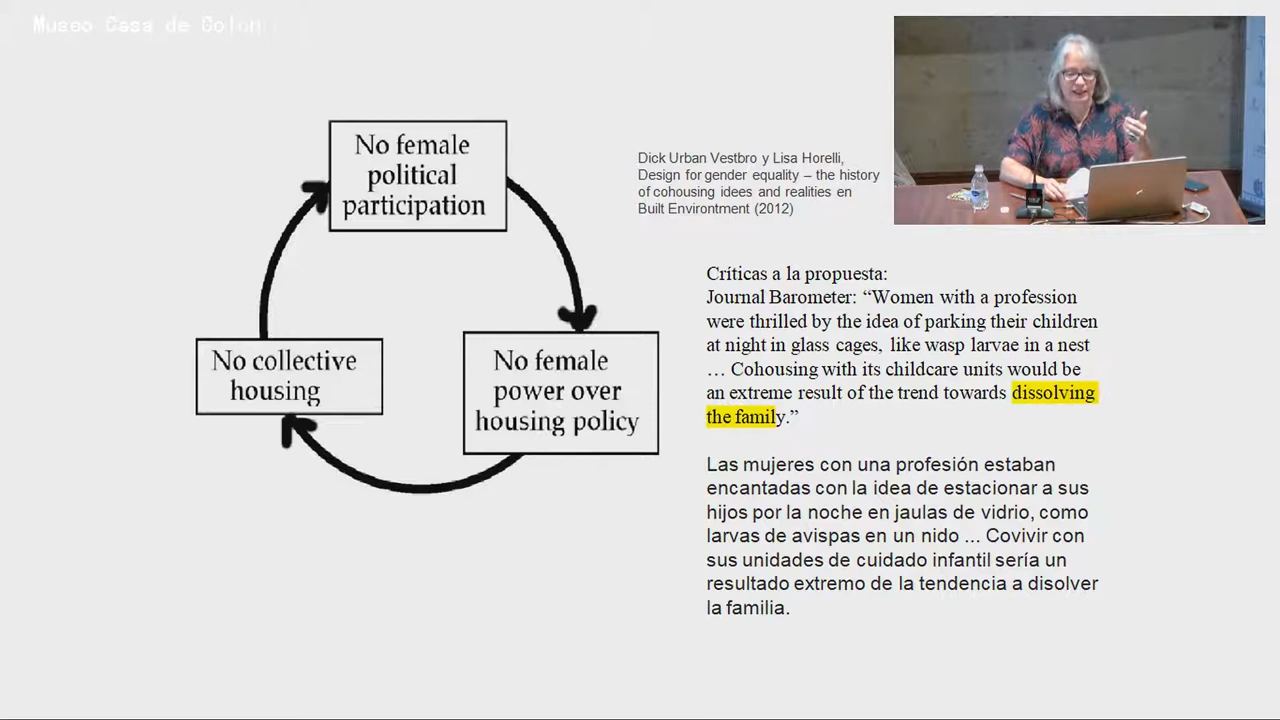 Museo Casa de Colon
No female
political
participation
No female
power over
housing policy
No collective
housing
Dick Urban Vestbro y Lisa Horelli,
Design for gender equality – the history
of cohousing idees and realities en
Built Environtment (2012)
Críticas a la propuesta:
Journal Barometer: “Women with a profession
were thrilled by the idea of parking their children
at night in glass cages, like wasp larvae in a nest
… Cohousing with its childcare units would be
an extreme result of the trend towards dissolving
the family.”
Las mujeres con una profesión estaban
encantadas con la idea de estacionar a sus
hijos por la noche en jaulas de vidrio, como
larvas de avispas en un nido ... Covivir con
sus unidades de cuidado infantil sería un
resultado extremo de la tendencia a disolver
la familia.